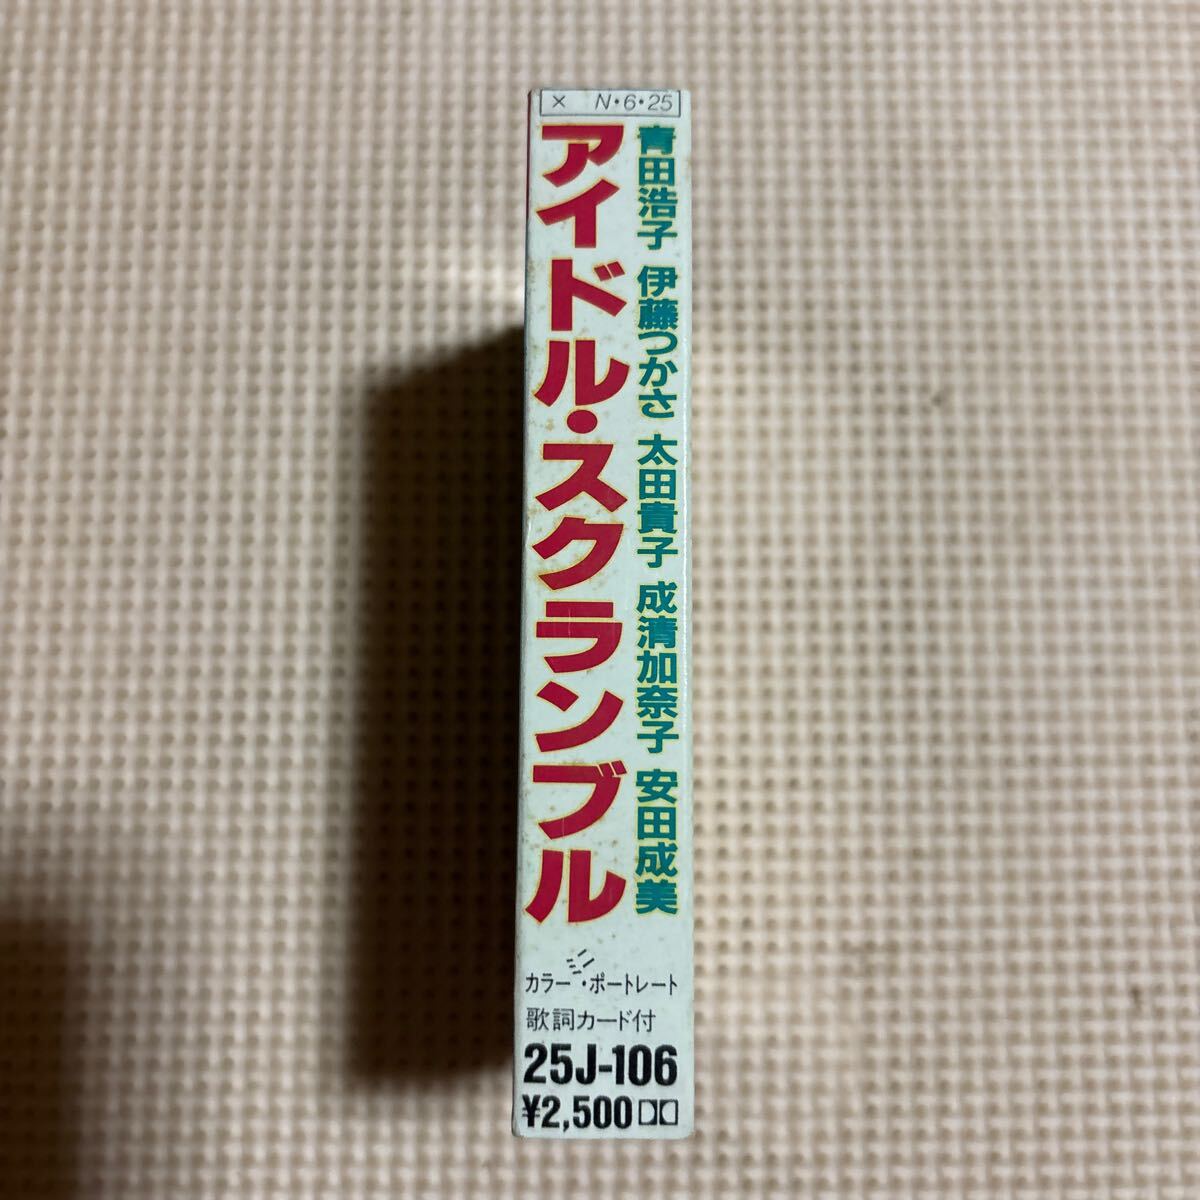 × N・6・25
青田浩子 伊藤つかさ 太田貴子 成清加奈子 安田成美
アイドル・スクランブル
カラー・ポートレート
歌詞カード付
25J-106
¥2,500